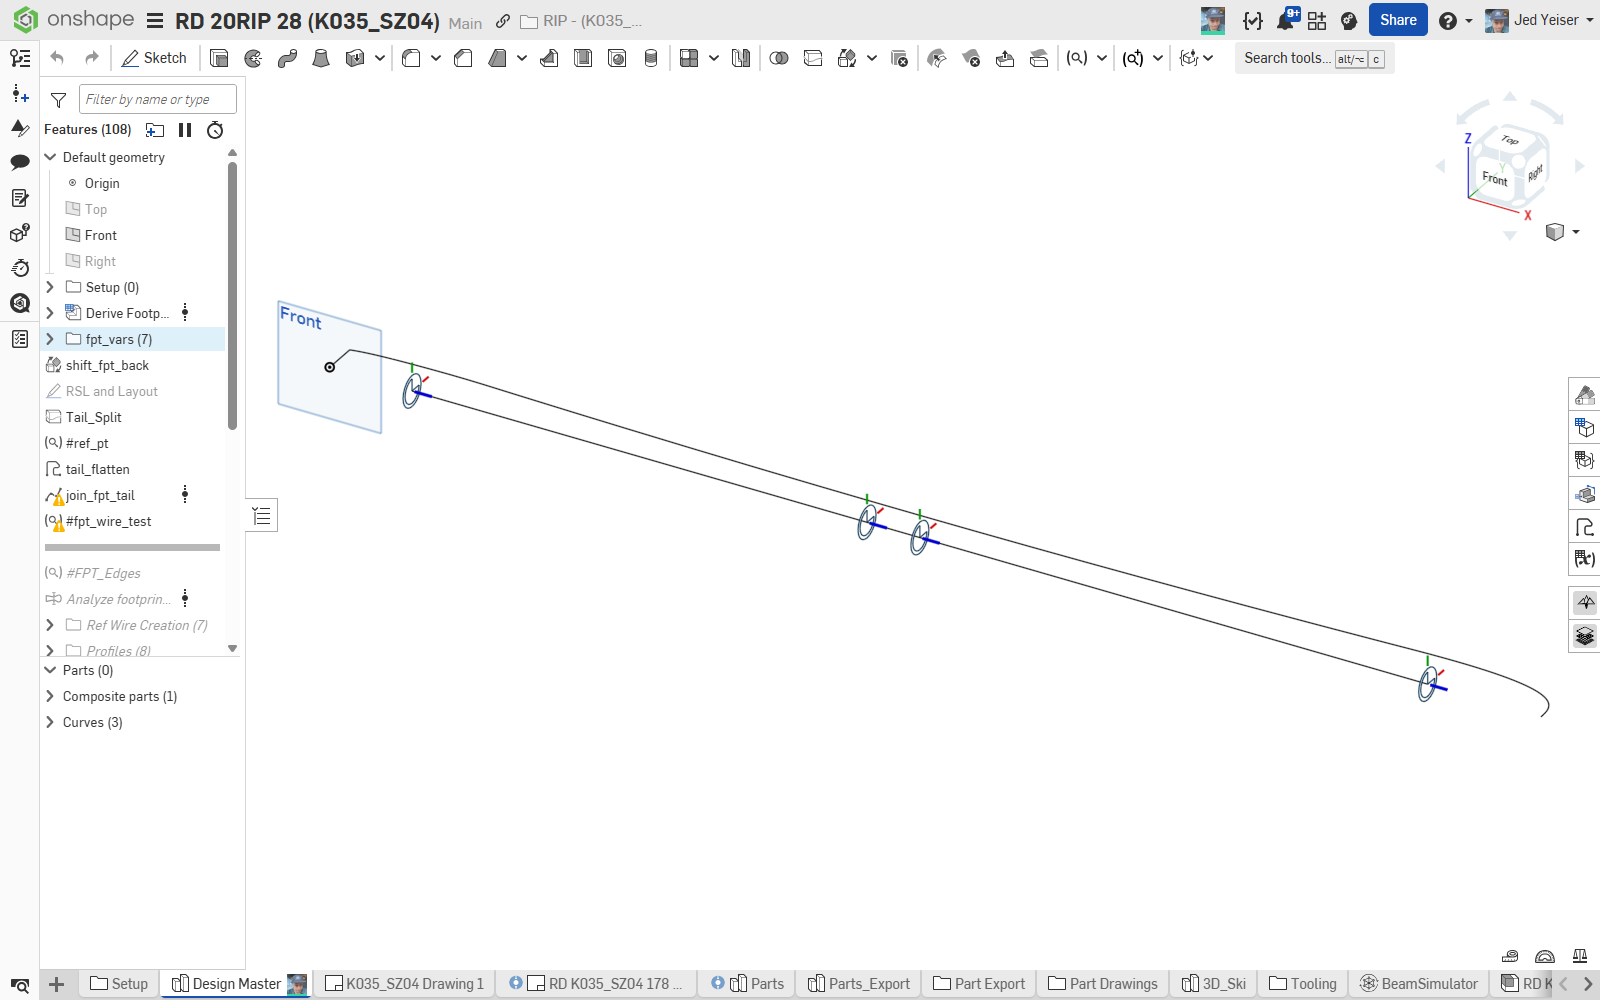 onshape
RD 20RIP 28 (K035_SZ04)
Main
RIP - (K035_...
9+
Share
Jed Yeiser
Sketch
Search tools... alt/⌥ c
Filter by name or type
Features (108)
Default geometry
Origin
Top
Front
Right
Setup (0)
Derive Footp...
fpt_vars (7)
shift_fpt_back
RSL and Layout
Tail_Split
#ref_pt
tail_flatten
join_fpt_tail
#fpt_wire_test
#FPT_Edges
Analyze footprin...
Ref Wire Creation (7)
Profiles (8)
Parts (0)
Composite parts (1)
Curves (3)
Front
Z
Top
Y
Front
Right
X
Setup
Design Master
K035_SZ04 Drawing 1
RD K035_SZ04 178 ...
Parts
Parts_Export
Part Export
Part Drawings
3D_Ski
Tooling
BeamSimulator
RD K